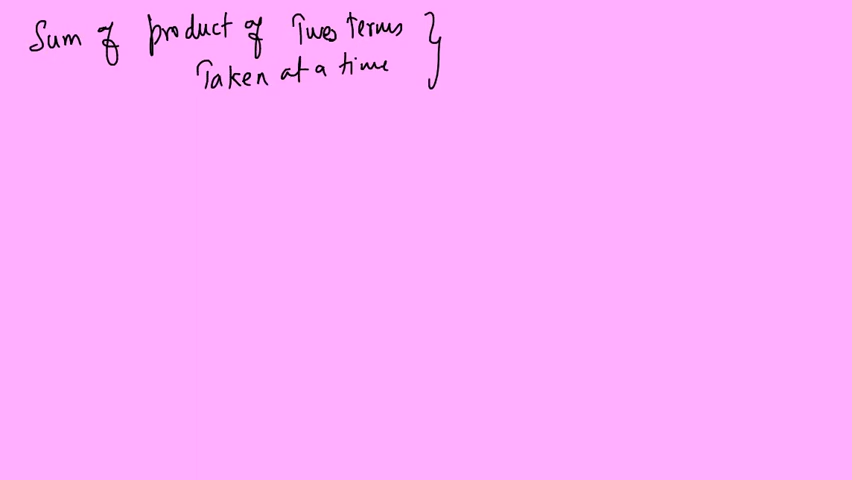 Sum of product of Two terms }
Taken at a time